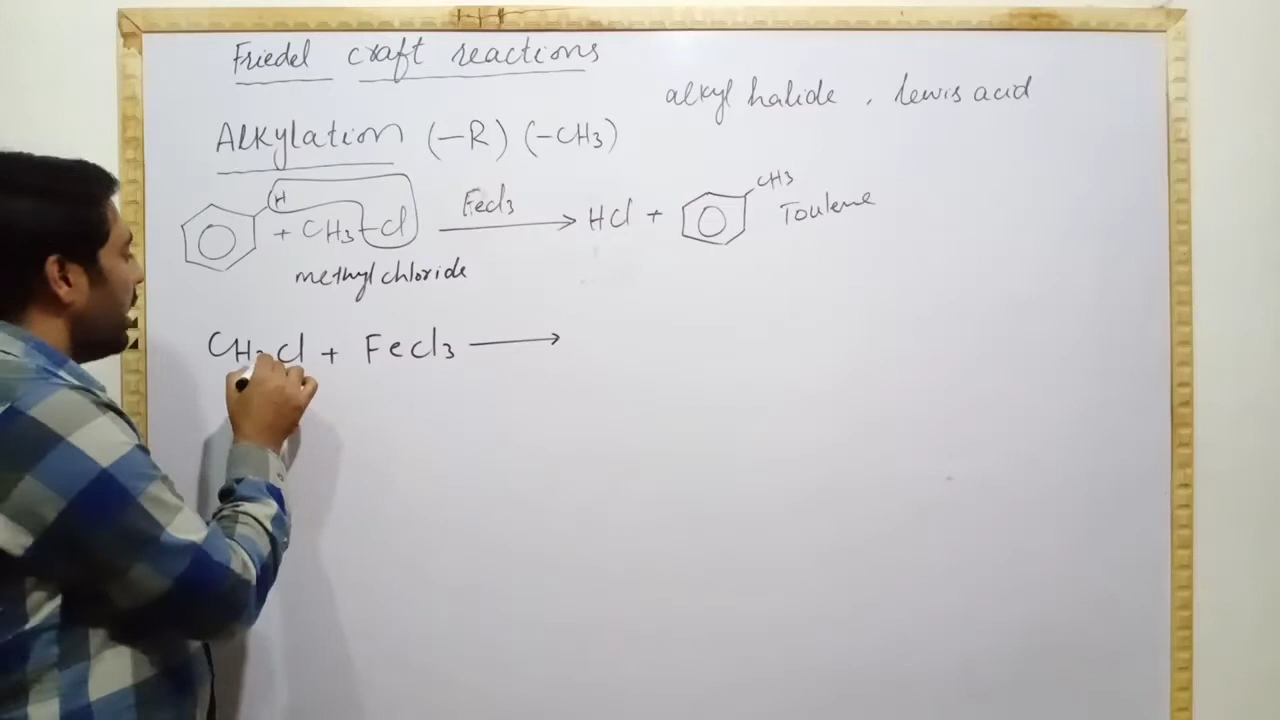 Friedel craft reactions
alkyl halide , lewis acid
Alkylation (-R) (-CH3)
H
+ CH3-Cl FeCl3 → HCl + CH3 Toulene
methyl chloride
CH3Cl + FeCl3 →